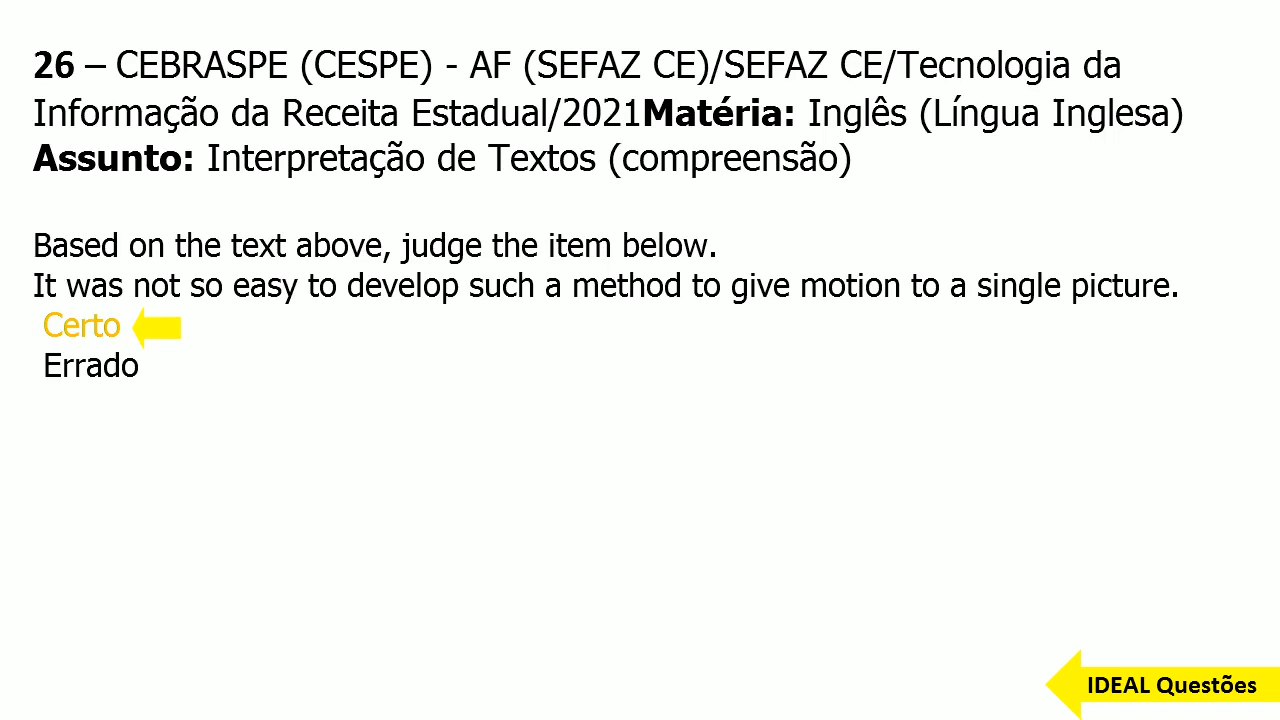 26 – CEBRASPE (CESPE) - AF (SEFAZ CE)/SEFAZ CE/Tecnologia da
Informação da Receita Estadual/2021Matéria: Inglês (Língua Inglesa)
Assunto: Interpretação de Textos (compreensão)
Based on the text above, judge the item below.
It was not so easy to develop such a method to give motion to a single picture.
Certo
Errado
IDEAL Questões